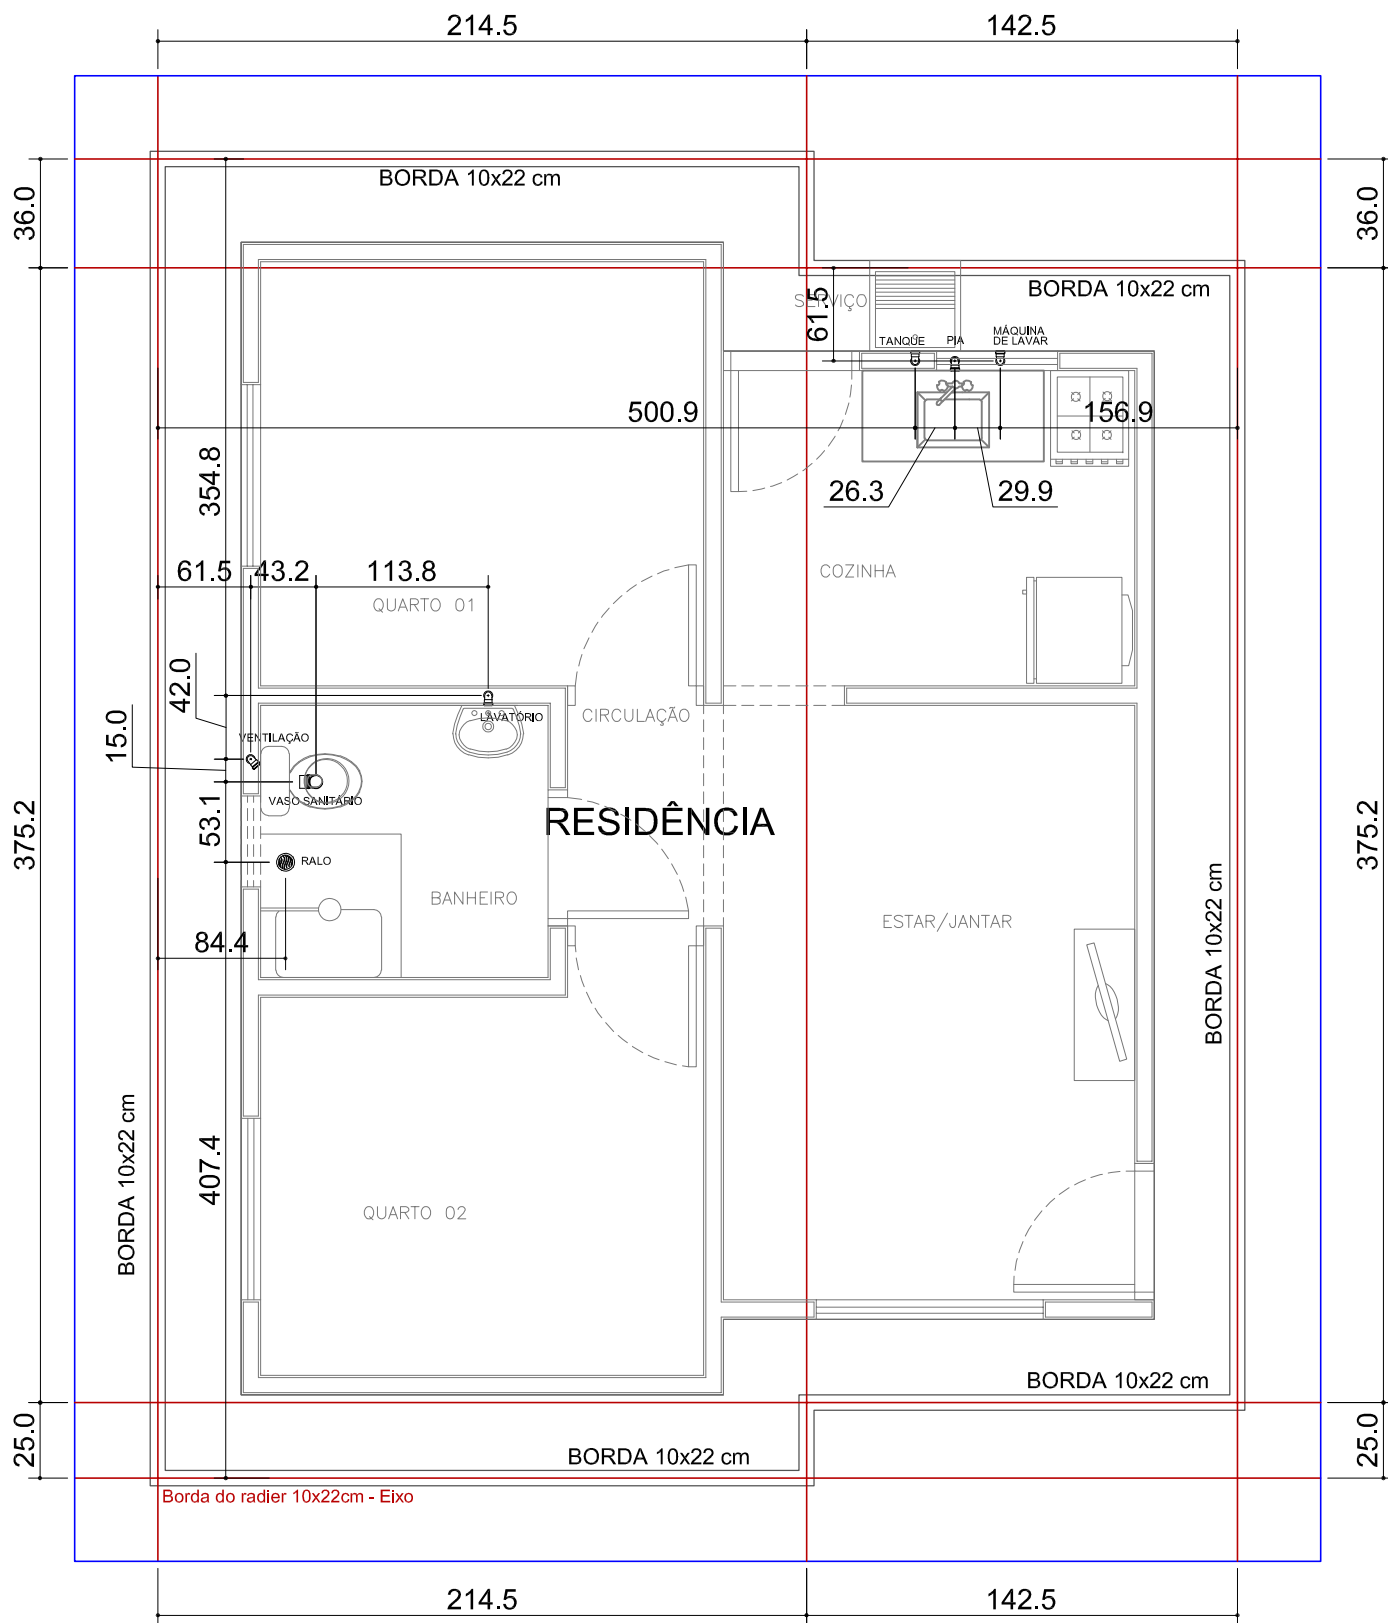 214.5
142.5
36.0
36.0
BORDA 10x22 cm
BORDA 10x22 cm
SERVIÇO
61.5
TANQUE
PIA
MÁQUINA
DE LAVAR
500.9
156.9
354.8
26.3
29.9
61.5
43.2
113.8
COZINHA
QUARTO 01
42.0
15.0
LAVATÓRIO
CIRCULAÇÃO
VENTILAÇÃO
VASO SANITÁRIO
RESIDÊNCIA
53.1
375.2
375.2
RALO
BANHEIRO
ESTAR/JANTAR
84.4
BORDA 10x22 cm
BORDA 10x22 cm
407.4
QUARTO 02
BORDA 10x22 cm
25.0
25.0
BORDA 10x22 cm
Borda do radier 10x22cm - Eixo
214.5
142.5